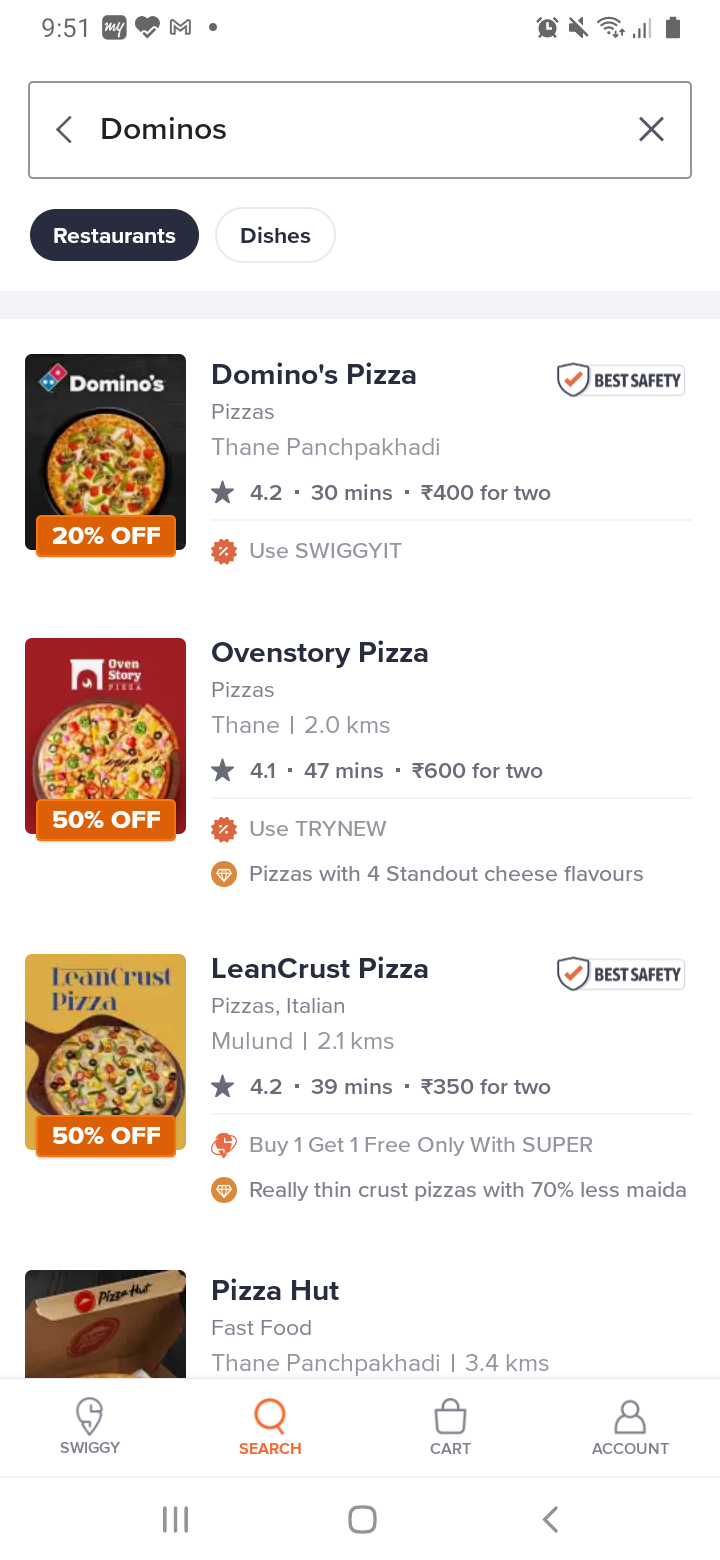 9:51
my
Dominos
Restaurants
Dishes
Domino's
20% OFF
Domino's Pizza
BEST SAFETY
Pizzas
Thane Panchpakhadi
4.2 · 30 mins · ₹400 for two
Use SWIGGYIT
Oven
Story
PIZZA
50% OFF
Ovenstory Pizza
Pizzas
Thane | 2.0 kms
4.1 · 47 mins · ₹600 for two
Use TRYNEW
Pizzas with 4 Standout cheese flavours
LeanCrust
Pizza
50% OFF
LeanCrust Pizza
BEST SAFETY
Pizzas, Italian
Mulund | 2.1 kms
4.2 · 39 mins · ₹350 for two
Buy 1 Get 1 Free Only With SUPER
Really thin crust pizzas with 70% less maida
Pizza Hut
Pizza Hut
Fast Food
Thane Panchpakhadi | 3.4 kms
SWIGGY
SEARCH
CART
ACCOUNT